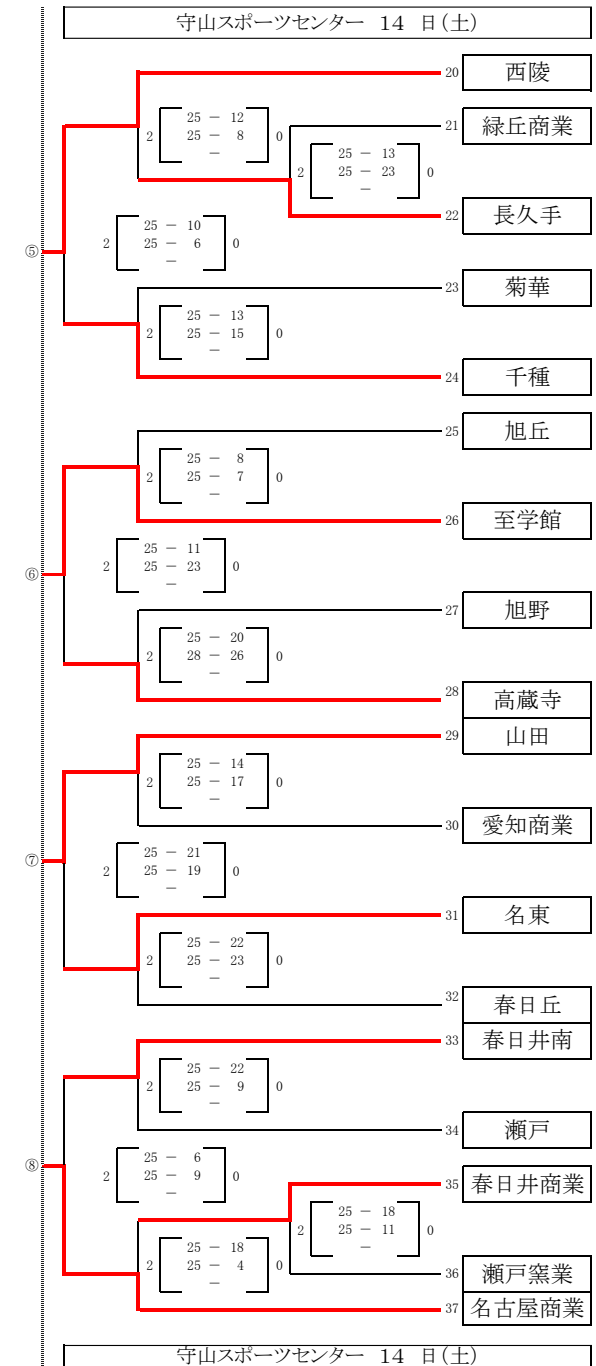 守山スポーツセンター 14 日(土)
20 西陵
25 － 12
2 25 － 8 0
－
21 緑丘商業
25 － 13
2 25 － 23 0
－
22 長久手
25 － 10
⑤ 2 25 － 6 0
－
23 菊華
25 － 13
2 25 － 15 0
－
24 千種
25 旭丘
25 － 8
2 25 － 7 0
－
26 至学館
25 － 11
⑥ 2 25 － 23 0
－
27 旭野
25 － 20
2 28 － 26 0
－
28 高蔵寺
29 山田
25 － 14
2 25 － 17 0
－
30 愛知商業
25 － 21
⑦ 2 25 － 19 0
－
31 名東
25 － 22
2 25 － 23 0
－
32 春日丘
33 春日井南
25 － 22
2 25 － 9 0
－
34 瀬戸
25 － 6
⑧ 2 25 － 9 0
－
35 春日井商業
25 － 18
2 25 － 11 0
－
25 － 18
2 25 － 4 0
－
36 瀬戸窯業
37 名古屋商業
守山スポーツセンター 14 日(土)